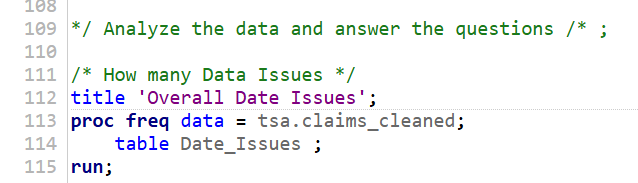 108
109 */ Analyze the data and answer the questions /* ;
110
111 /* How many Data Issues */
112 title 'Overall Date Issues';
113 proc freq data = tsa.claims_cleaned;
114     table Date_Issues ;
115 run;